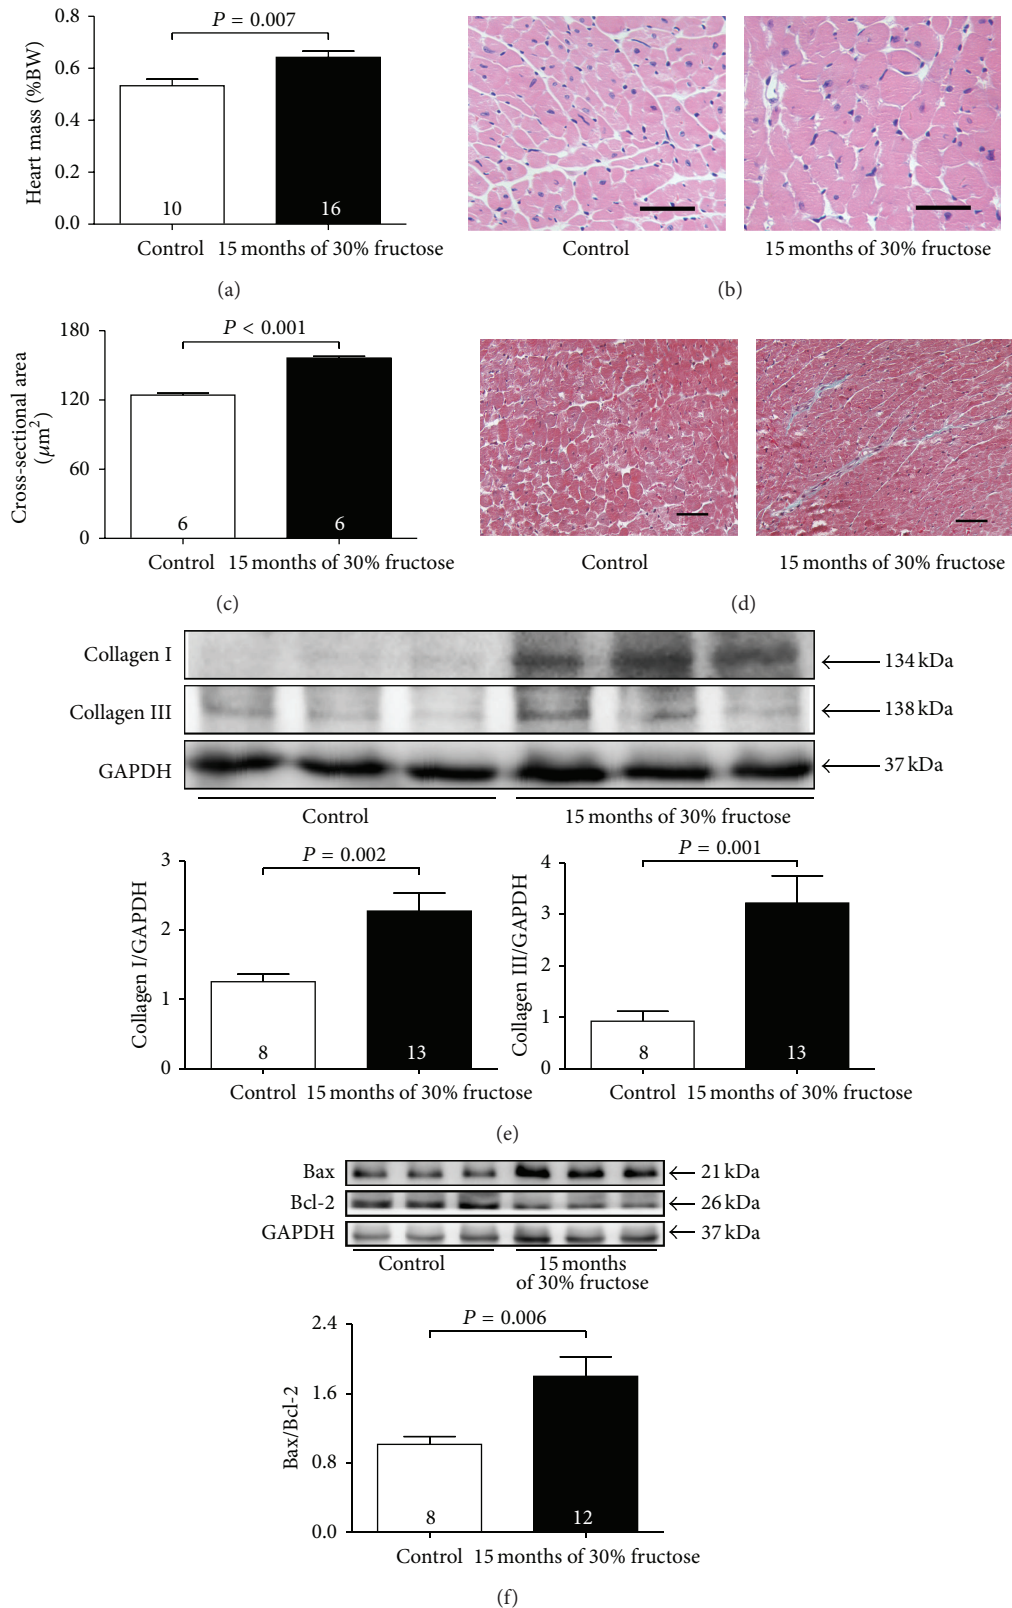 P = 0.007
Heart mass (%BW)
0.8
0.6
0.4
0.2
0.0
10
16
Control
15 months of 30% fructose
(a)
Control
15 months of 30% fructose
(b)
P < 0.001
Cross-sectional area
(μm²)
180
120
60
0
6
6
Control
15 months of 30% fructose
(c)
Control
15 months of 30% fructose
(d)
Collagen I
134 kDa
Collagen III
138 kDa
GAPDH
37 kDa
Control
15 months of 30% fructose
P = 0.002
Collagen I/GAPDH
3
2
1
0
8
13
Control
15 months of 30% fructose
P = 0.001
Collagen III/GAPDH
4
3
2
1
0
8
13
Control
15 months of 30% fructose
(e)
Bax
21 kDa
Bcl-2
26 kDa
GAPDH
37 kDa
Control
15 months
of 30% fructose
P = 0.006
Bax/Bcl-2
2.4
1.6
0.8
0.0
8
12
Control
15 months of 30% fructose
(f)